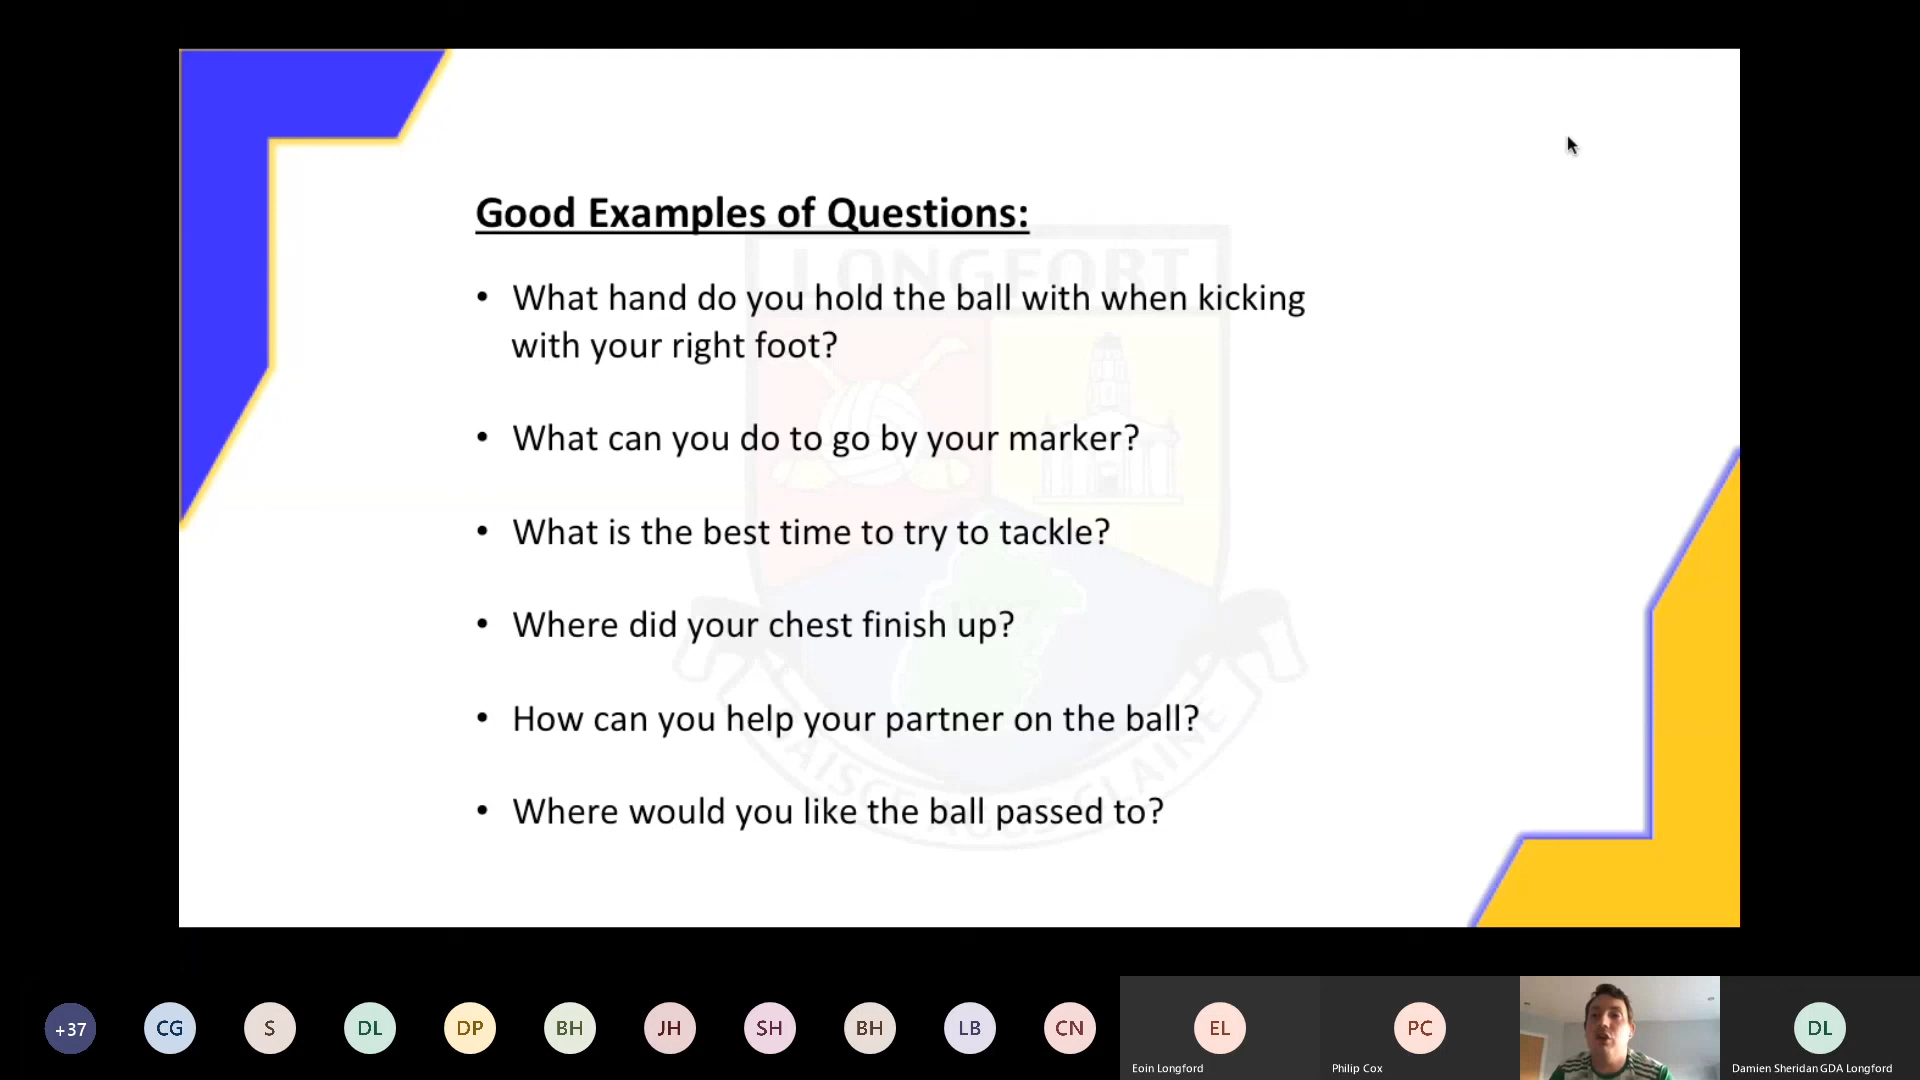 LONGFORT
Good Examples of Questions:
• What hand do you hold the ball with when kicking
with your right foot?
• What can you do to go by your marker?
• What is the best time to try to tackle?
• Where did your chest finish up?
• How can you help your partner on the ball?
• Where would you like the ball passed to?
+37
CG
S
DL
DP
BH
JH
SH
BH
LB
CN
EL
Eoin Longford
PC
Philip Cox
DL
Damien Sheridan GDA Longford